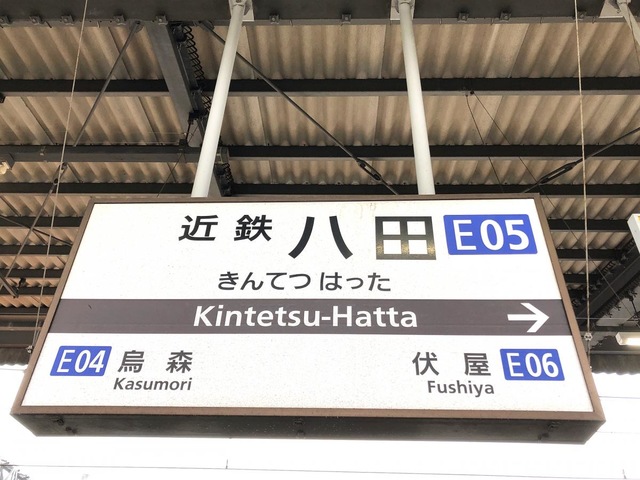 近鉄八田 E05
きんてつはった
Kintetsu-Hatta →
E04 烏森 伏屋 E06
Kasumori Fushiya